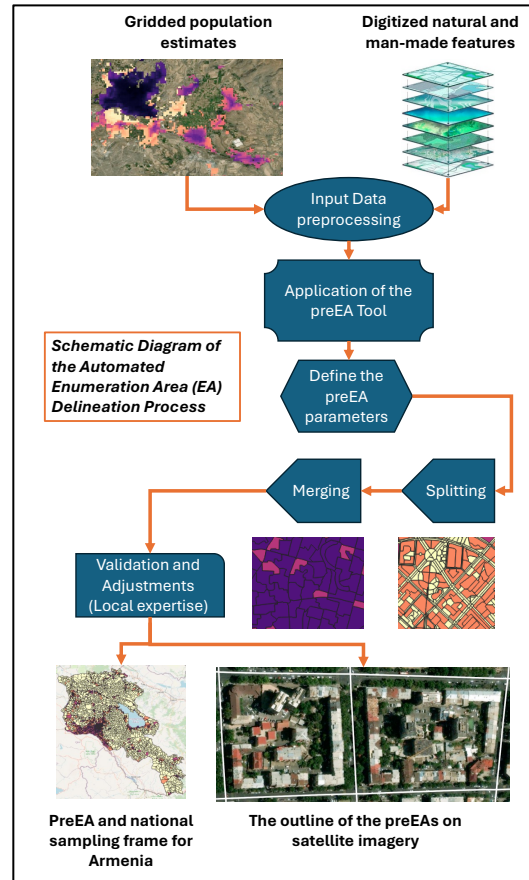 Gridded population
estimates
Digitized natural and
man-made features
Input Data
preprocessing
Application of the
preEA Tool
Schematic Diagram of
the Automated
Enumeration Area (EA)
Delineation Process
Define the
preEA
parameters
Merging
Splitting
Validation and
Adjustments
(Local expertise)
PreEA and national
sampling frame for
Armenia
The outline of the preEAs on
satellite imagery